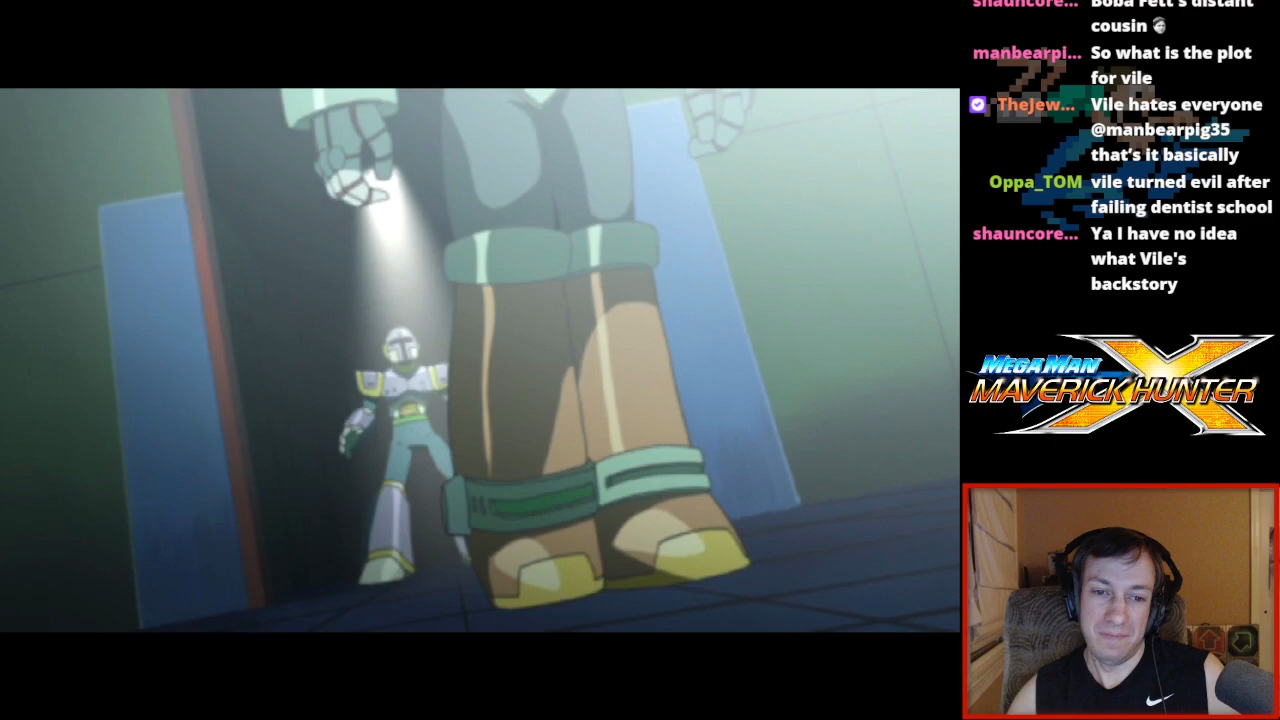 shauncore... Boba Fett's distant
cousin
manbearpi... So what is the plot
for vile
TheJew... Vile hates everyone
@manbearpig35
that's it basically
Oppa_TOM vile turned evil after
failing dentist school
shauncore... Ya I have no idea
what Vile's
backstory
MEGA MAN
MAVERICK HUNTER
X